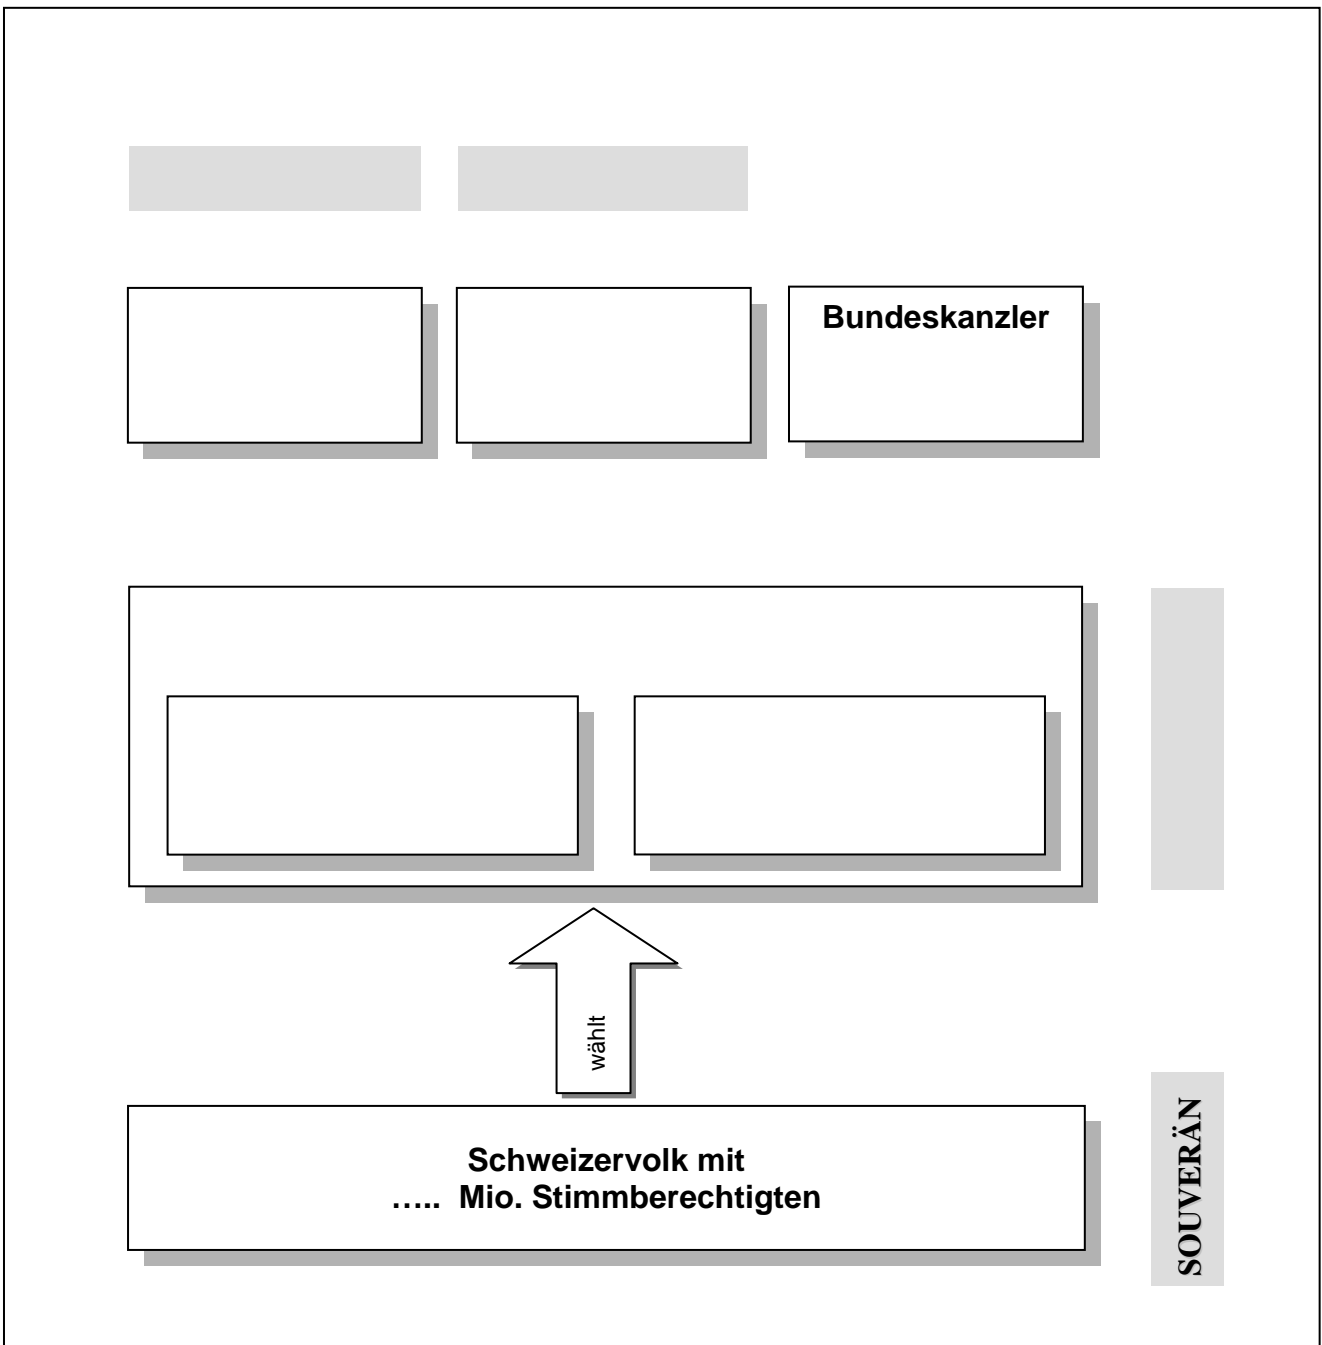 Bundeskanzler
wählt
Schweizervolk mit
….. Mio. Stimmberechtigten
SOUVERÄN